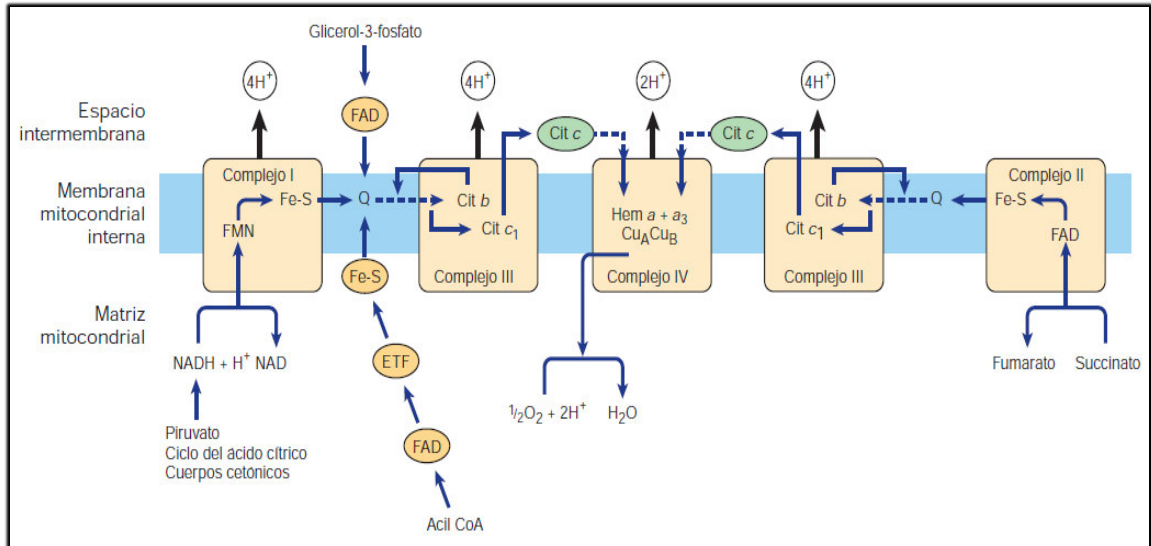 Glicerol-3-fosfato
4H⁺
4H⁺
2H⁺
4H⁺
Espacio
intermembrana
FAD
Cit c
Cit c
Membrana
mitocondrial
interna
Complejo I
Fe-S
FMN
Q
Cit b
Cit c₁
Complejo III
Hem a + a₃
CuACuB
Complejo IV
Cit b
Cit c₁
Complejo III
Q
Complejo II
Fe-S
FAD
Matriz
mitocondrial
Fe-S
ETF
FAD
Acil CoA
NADH + H⁺ NAD
Piruvato
Ciclo del ácido cítrico
Cuerpos cetónicos
½O₂ + 2H⁺
H₂O
Fumarato
Succinato